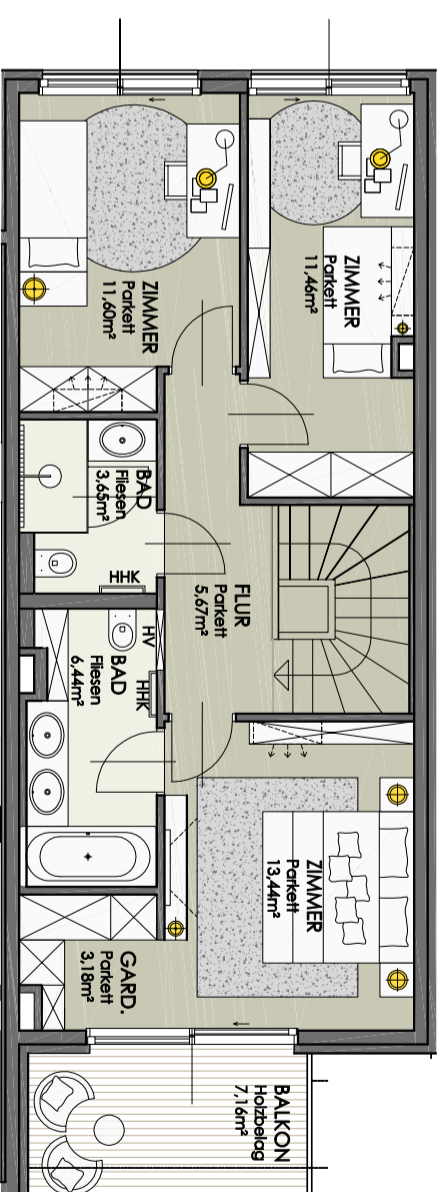 ZIMMER
Parkett
11,60m²
ZIMMER
Parkett
11,46m²
BAD
Fliesen
3,65m²
HHK
FLUR
Parkett
5,67m²
HV
HHK
BAD
Fliesen
6,44m²
ZIMMER
Parkett
13,44m²
GARD.
Parkett
3,18m²
BALKON
Holzbelag
7,16m²